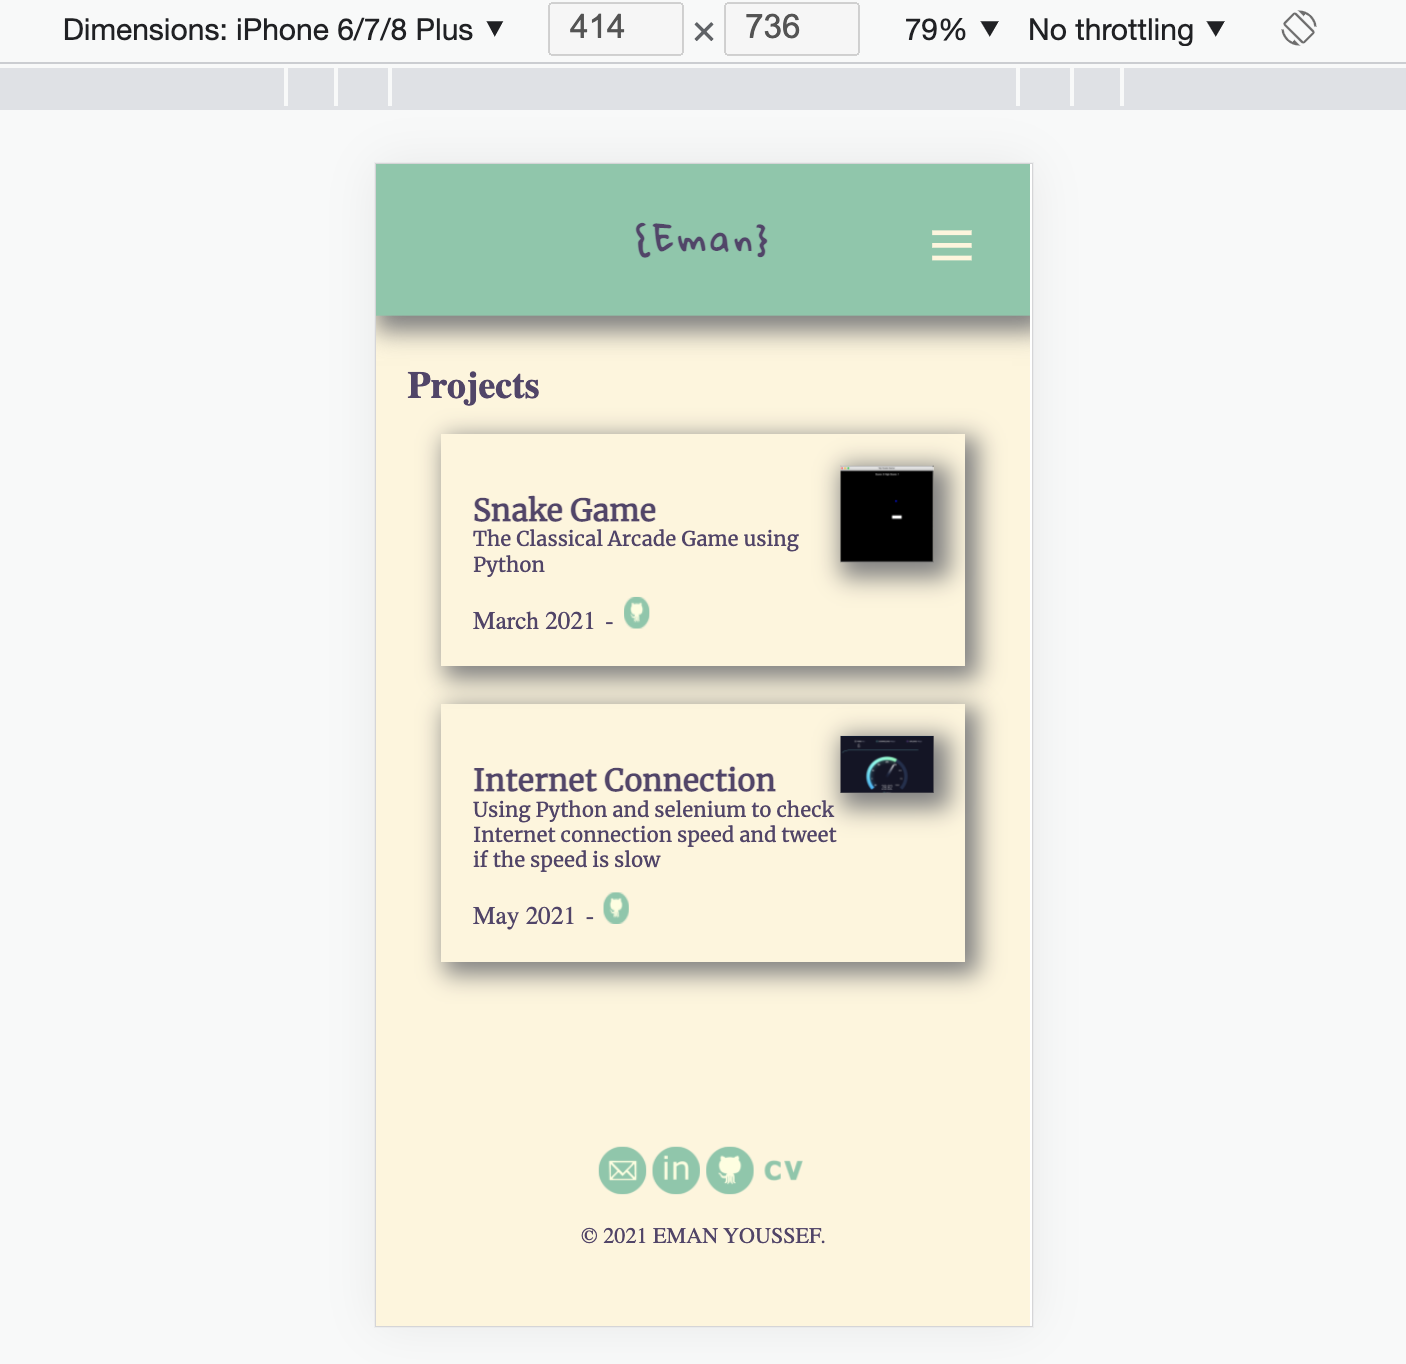 Dimensions: iPhone 6/7/8 Plus ▼ 414 × 736 79% ▼ No throttling ▼
{Eman}
Projects
Snake Game
The Classical Arcade Game using
Python
March 2021 -
Internet Connection
Using Python and selenium to check
Internet connection speed and tweet
if the speed is slow
May 2021 -
in cv
© 2021 EMAN YOUSSEF.